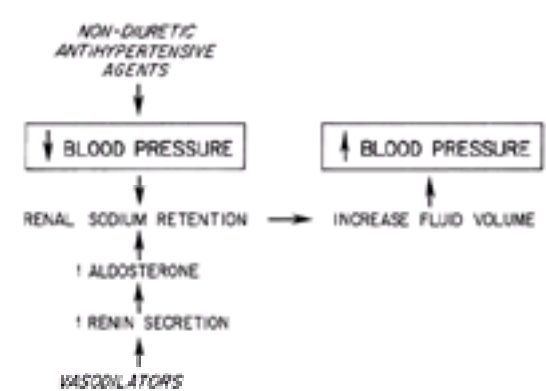 NON-DIURETIC
ANTIHYPERTENSIVE
AGENTS
↓ BLOOD PRESSURE
↑ BLOOD PRESSURE
RENAL SODIUM RETENTION
INCREASE FLUID VOLUME
↑ ALDOSTERONE
↑ RENIN SECRETION
VASODILATORS